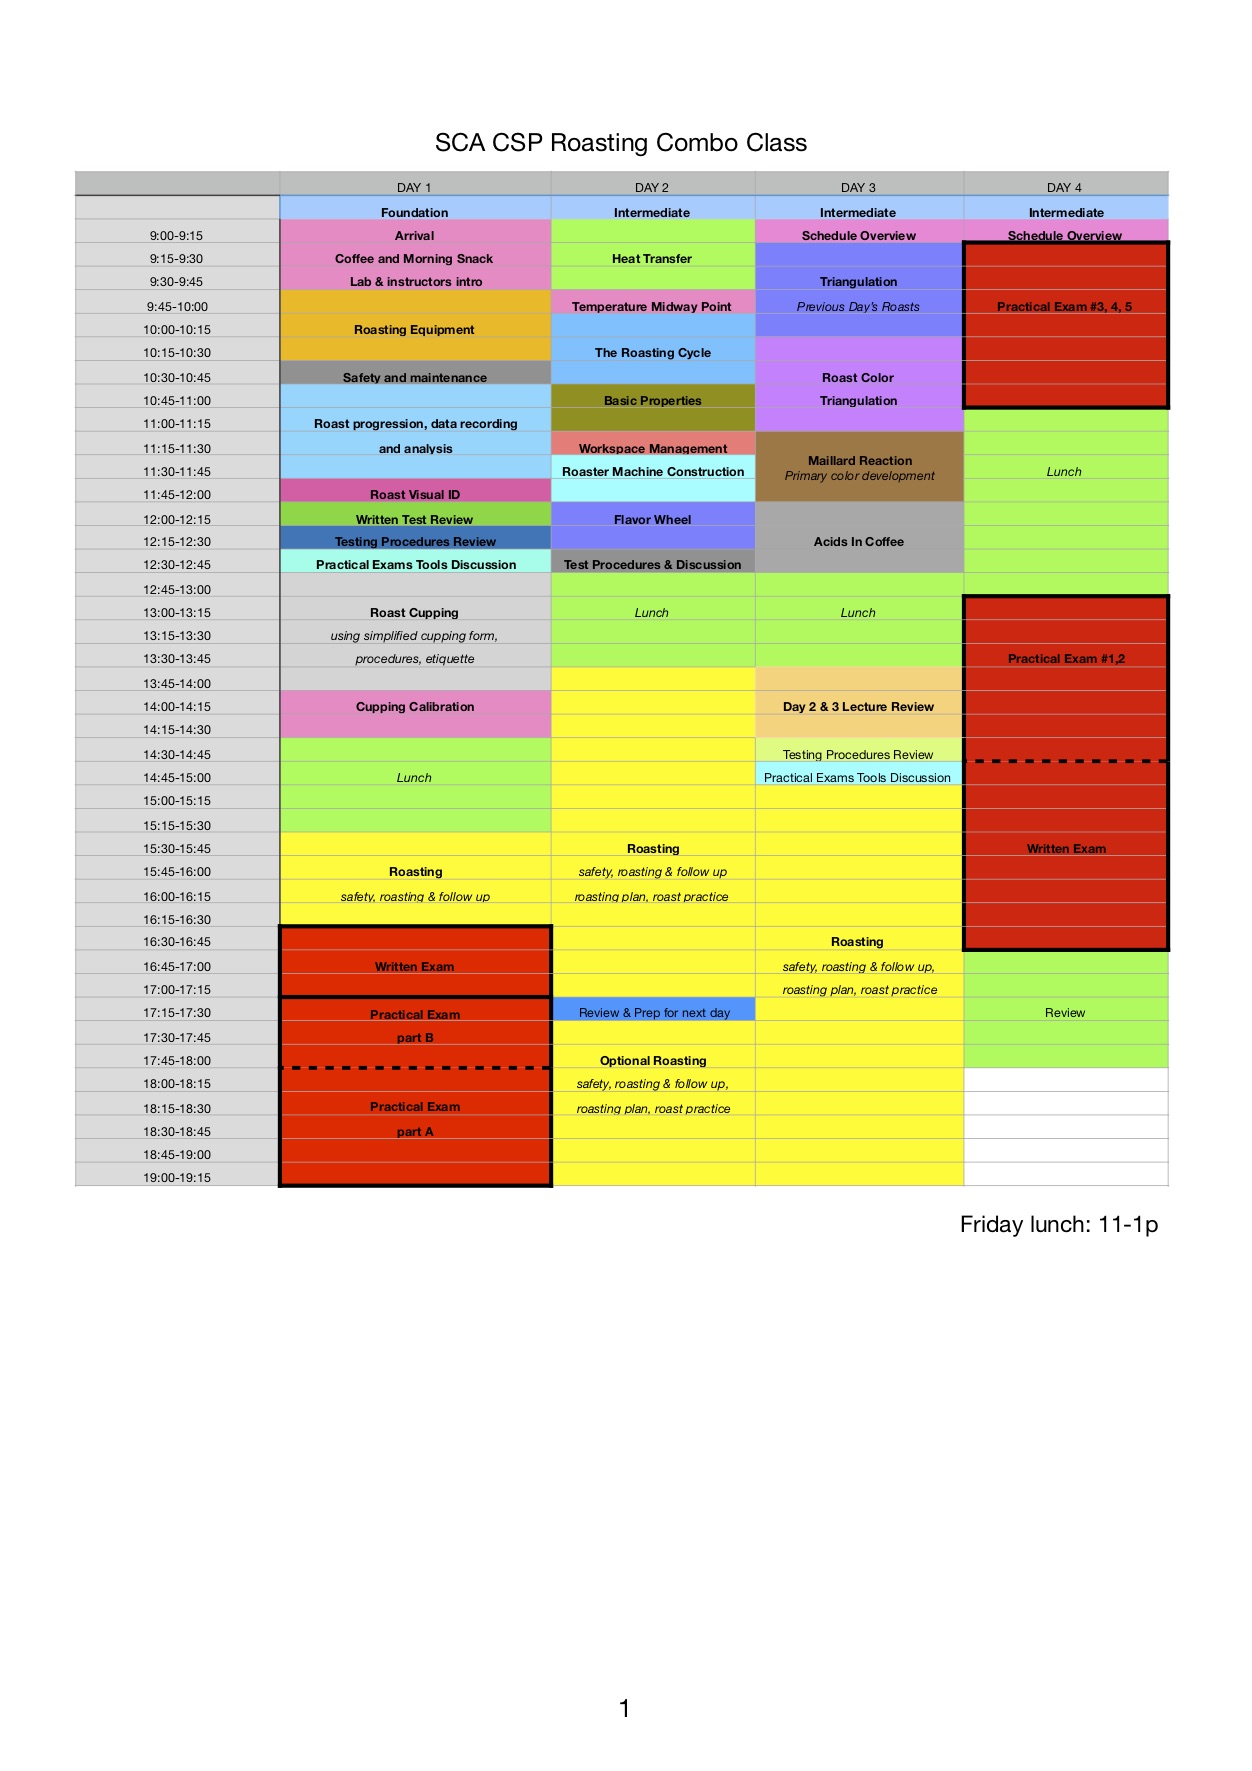 SCA CSP Roasting Combo Class
DAY 1 DAY 2 DAY 3 DAY 4
Foundation Intermediate Intermediate Intermediate
9:00-9:15 Arrival Schedule Overview Schedule Overview
9:15-9:30 Coffee and Morning Snack Heat Transfer
9:30-9:45 Lab & instructors intro Triangulation
9:45-10:00 Temperature Midway Point Previous Day's Roasts Practical Exam #3, 4, 5
10:00-10:15 Roasting Equipment
10:15-10:30 The Roasting Cycle
10:30-10:45 Safety and maintenance Roast Color
10:45-11:00 Basic Properties Triangulation
11:00-11:15 Roast progression, data recording
11:15-11:30 and analysis Workspace Management
Maillard Reaction
11:30-11:45 Roaster Machine Construction Primary color development Lunch
11:45-12:00 Roast Visual ID
12:00-12:15 Written Test Review Flavor Wheel
12:15-12:30 Testing Procedures Review Acids In Coffee
12:30-12:45 Practical Exams Tools Discussion Test Procedures & Discussion
12:45-13:00
13:00-13:15 Roast Cupping Lunch Lunch
13:15-13:30 using simplified cupping form,
13:30-13:45 procedures, etiquette Practical Exam #1,2
13:45-14:00
14:00-14:15 Cupping Calibration Day 2 & 3 Lecture Review
14:15-14:30
14:30-14:45 Testing Procedures Review
14:45-15:00 Lunch Practical Exams Tools Discussion
15:00-15:15
15:15-15:30
15:30-15:45 Roasting Written Exam
15:45-16:00 Roasting safety, roasting & follow up
16:00-16:15 safety, roasting & follow up roasting plan, roast practice
16:15-16:30
16:30-16:45 Roasting
16:45-17:00 Written Exam safety, roasting & follow up,
17:00-17:15 roasting plan, roast practice
17:15-17:30 Practical Exam Review & Prep for next day Review
17:30-17:45 part B
17:45-18:00 Optional Roasting
18:00-18:15 safety, roasting & follow up,
18:15-18:30 Practical Exam roasting plan, roast practice
18:30-18:45 part A
18:45-19:00
19:00-19:15
Friday lunch: 11-1p
1